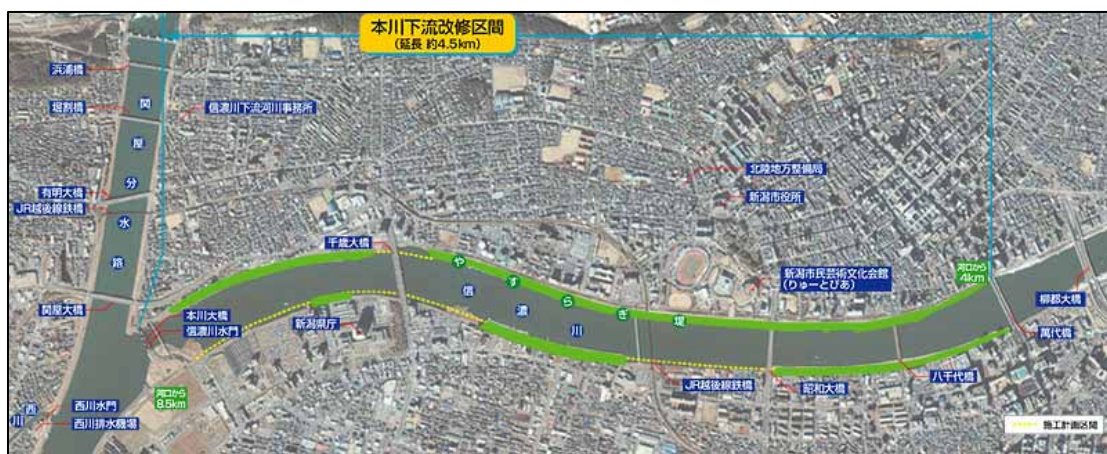 本川下流改修区間
(延長 約4.5km)
浜浦橋
堀割橋
関屋分水路
信濃川下流河川事務所
有明大橋
JR越後線鉄橋
関屋大橋
本川大橋
信濃川水門
河口から
8.5km
西川
西川水門
西川排水機場
千歳大橋
新潟県庁
信濃川
やすらぎ堤
北陸地方整備局
新潟市役所
新潟市民芸術文化会館
(りゅーとぴあ)
河口から
4km
JR越後線鉄橋
昭和大橋
八千代橋
萬代橋
柳都大橋
施工計画区間